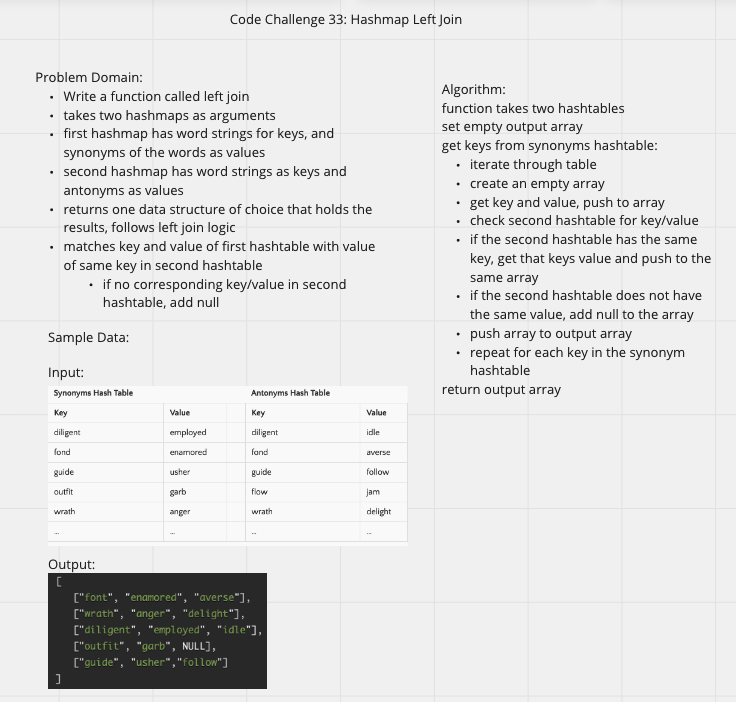 Code Challenge 33: Hashmap Left Join
Problem Domain:
• Write a function called left join
• takes two hashmaps as arguments
• first hashmap has word strings for keys, and
synonyms of the words as values
• second hashmap has word strings as keys and
antonyms as values
• returns one data structure of choice that holds the
results, follows left join logic
• matches key and value of first hashtable with value
of same key in second hashtable
• if no corresponding key/value in second
hashtable, add null
Sample Data:
Input:
Synonyms Hash Table Antonyms Hash Table
Key Value Key Value
diligent employed diligent idle
fond enamored fond averse
guide usher guide follow
outfit garb flow jam
wrath anger wrath delight
... ... ... ...
Output:
[
["font", "enamored", "averse"],
["wrath", "anger", "delight"],
["diligent", "employed", "idle"],
["outfit", "garb", NULL],
["guide", "usher","follow"]
]
Algorithm:
function takes two hashtables
set empty output array
get keys from synonyms hashtable:
• iterate through table
• create an empty array
• get key and value, push to array
• check second hashtable for key/value
• if the second hashtable has the same
key, get that keys value and push to the
same array
• if the second hashtable does not have
the same value, add null to the array
• push array to output array
• repeat for each key in the synonym
hashtable
return output array